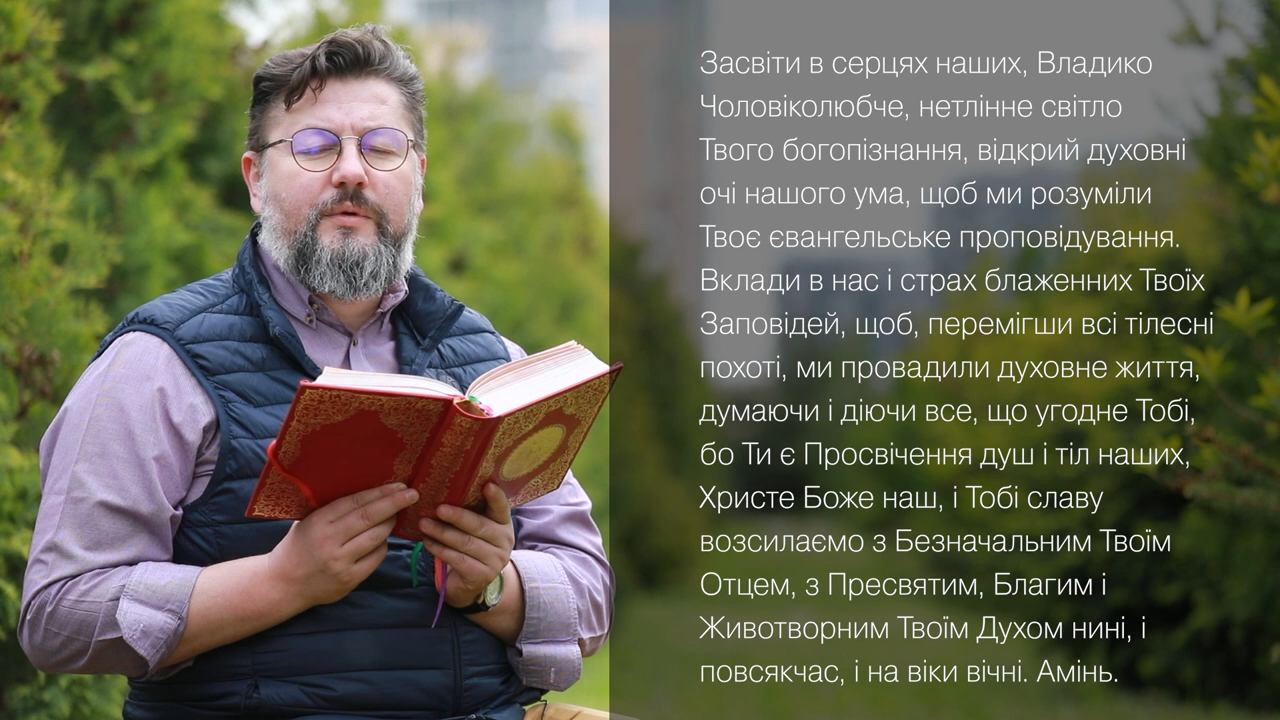 Засвіти в серцях наших, Владико
Чоловіколюбче, нетлінне світло
Твого богопізнання, відкрий духовні
очі нашого ума, щоб ми розуміли
Твоє євангельське проповідування.
Вклади в нас і страх блаженних Твоїх
Заповідей, щоб, перемігши всі тілесні
похоті, ми провадили духовне життя,
думаючи і діючи все, що угодне Тобі,
бо Ти є Просвічення душ і тіл наших,
Христе Боже наш, і Тобі славу
возсилаємо з Безначальним Твоїм
Отцем, з Пресвятим, Благим і
Животворним Твоїм Духом нині, і
повсякчас, і на віки вічні. Амінь.